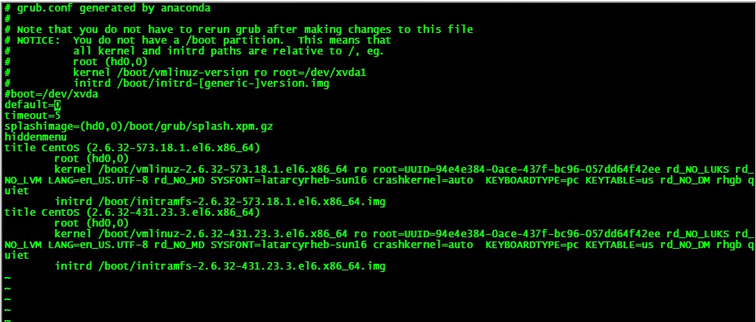 # grub.conf generated by anaconda
#
# Note that you do not have to rerun grub after making changes to this file
# NOTICE:  You do not have a /boot partition.  This means that
#          all kernel and initrd paths are relative to /, eg.
#          root (hd0,0)
#          kernel /boot/vmlinuz-version ro root=/dev/xvda1
#          initrd /boot/initrd-[generic-]version.img
#boot=/dev/xvda
default=0
timeout=5
splashimage=(hd0,0)/boot/grub/splash.xpm.gz
hiddenmenu
title CentOS (2.6.32-573.18.1.el6.x86_64)
        root (hd0,0)
        kernel /boot/vmlinuz-2.6.32-573.18.1.el6.x86_64 ro root=UUID=94e4e384-0ace-437f-bc96-057dd64f42ee rd_NO_LUKS rd_
NO_LVM LANG=en_US.UTF-8 rd_NO_MD SYSFONT=latarcyrheb-sun16 crashkernel=auto  KEYBOARDTYPE=pc KEYTABLE=us rd_NO_DM rhgb q
uiet
        initrd /boot/initramfs-2.6.32-573.18.1.el6.x86_64.img
title CentOS (2.6.32-431.23.3.el6.x86_64)
        root (hd0,0)
        kernel /boot/vmlinuz-2.6.32-431.23.3.el6.x86_64 ro root=UUID=94e4e384-0ace-437f-bc96-057dd64f42ee rd_NO_LUKS rd_
NO_LVM LANG=en_US.UTF-8 rd_NO_MD SYSFONT=latarcyrheb-sun16 crashkernel=auto  KEYBOARDTYPE=pc KEYTABLE=us rd_NO_DM rhgb q
uiet
        initrd /boot/initramfs-2.6.32-431.23.3.el6.x86_64.img
~
~
~
~
~